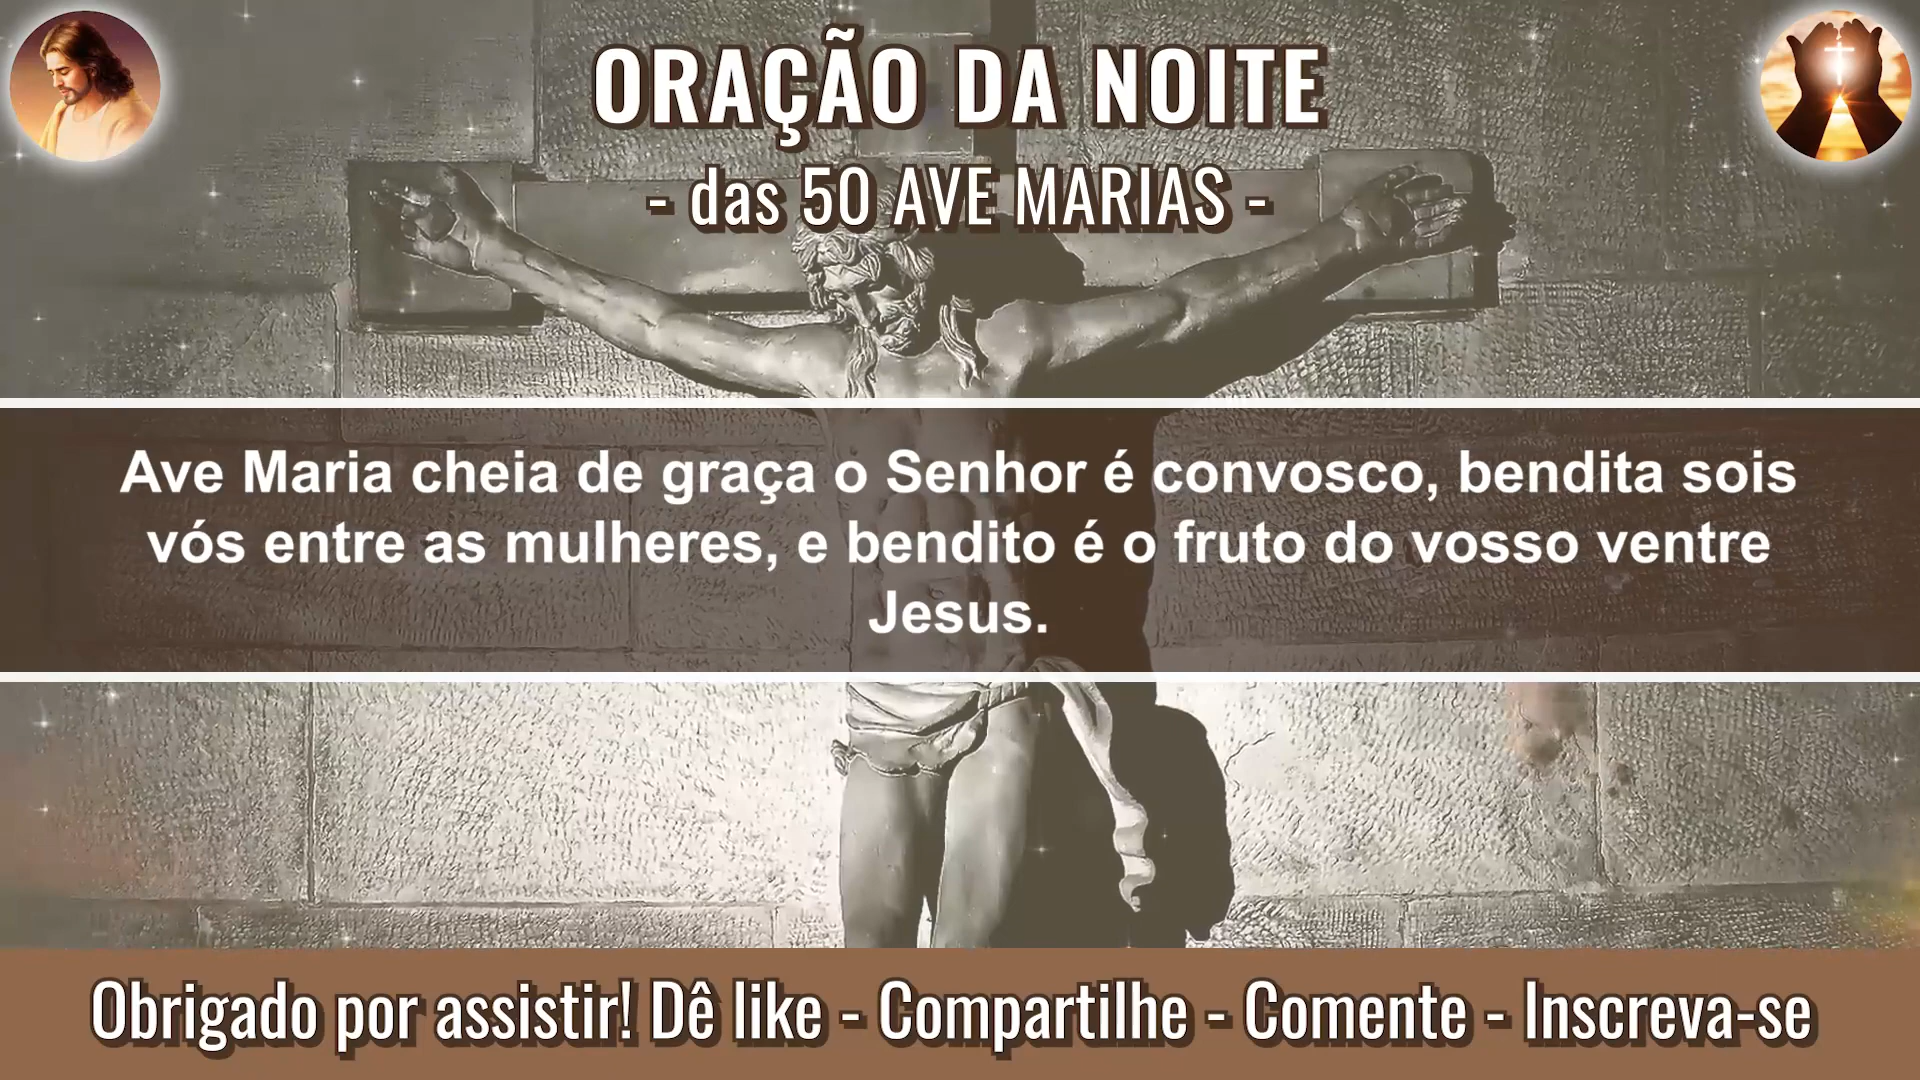 ORAÇÃO DA NOITE
- das 50 AVE MARIAS -
Ave Maria cheia de graça o Senhor é convosco, bendita sois
vós entre as mulheres, e bendito é o fruto do vosso ventre
Jesus.
Obrigado por assistir! Dê like - Compartilhe - Comente - Inscreva-se